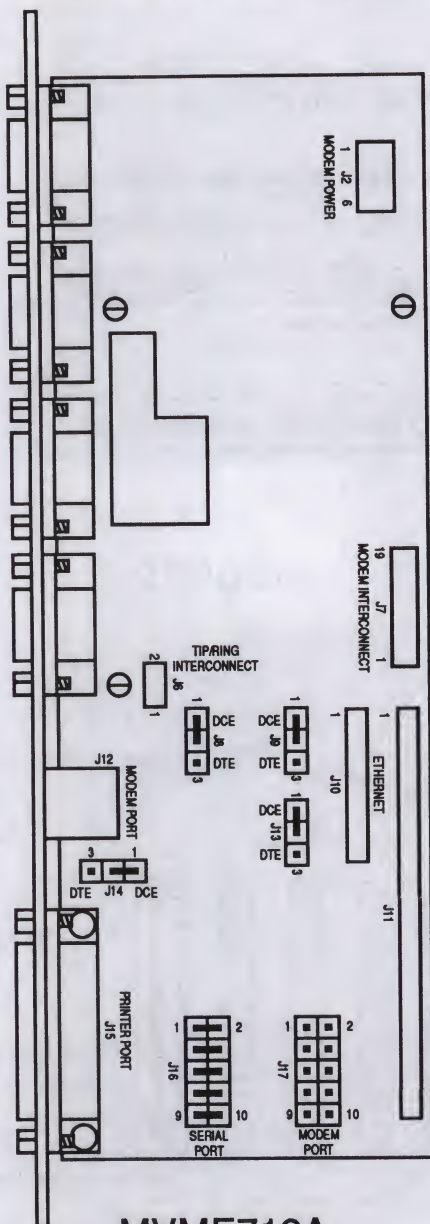 1 J2 6
MODEM POWER
19 J7 1
MODEM INTERCONNECT
TIP/RING
INTERCONNECT
2 J6 1
1
DCE
J8
DTE
3
1
DCE
J9
DTE
3
1
DCE
J13
DTE
3
1
J10
ETHERNET
1
J11
J12
MODEM PORT
3 1
DTE J14 DCE
PRINTER PORT
J15
1 2
J16
9 10
SERIAL
PORT
1 2
J17
9 10
MODEM
PORT
MVME712A